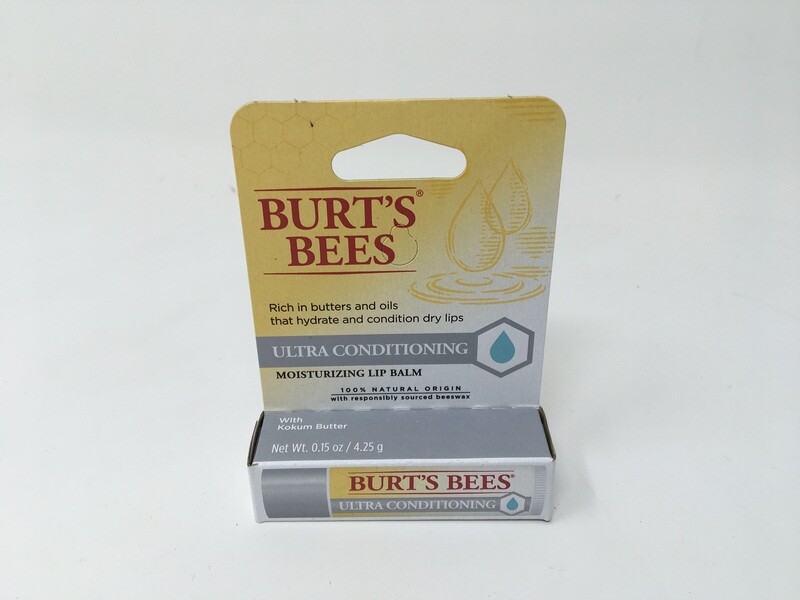 BURT'S®
BEES
Rich in butters and oils
that hydrate and condition dry lips
ULTRA CONDITIONING
MOISTURIZING LIP BALM
100% NATURAL ORIGIN
with responsibly sourced beeswax
With
Kokum Butter
Net Wt. 0.15 oz / 4.25 g
BURT'S BEES®
ULTRA CONDITIONING